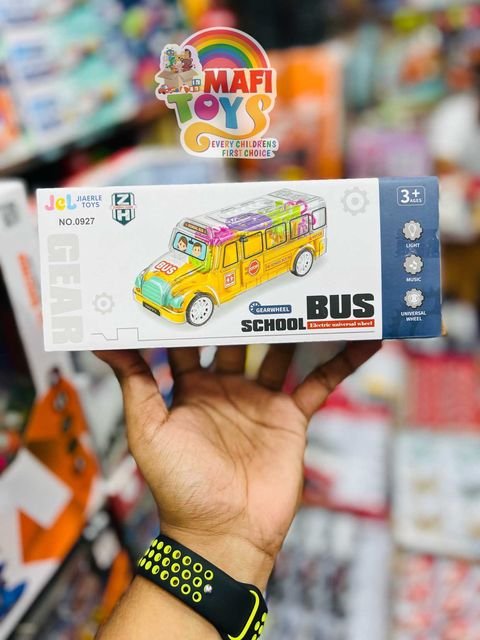 MAFI
TOYS
EVERY CHILDRENS
FIRST CHOICE
JeL JIAERLE
TOYS
ZH
NO.0927
3+
AGES
LIGHT
MUSIC
UNIVERSAL
WHEEL
GEAR
BUS
GEARWHEEL
SCHOOL BUS
Electric universal wheel